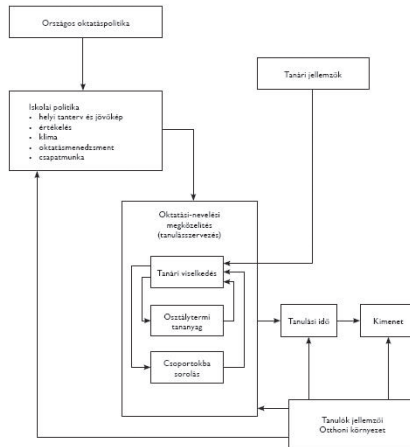 Országos oktatáspolitika
Tanári jellemzők
Iskolai politika
• helyi tanterv és jövőkép
• értékelés
• klíma
• oktatásmenedzsment
• csapatmunka
Oktatási-nevelési
megközelítés
(tanulásszervezés)
Tanári viselkedés
Osztálytermi
tananyag
Csoportokba
sorolás
Tanulási idő
Kimenet
Tanulók jellemzői
Otthoni környezet